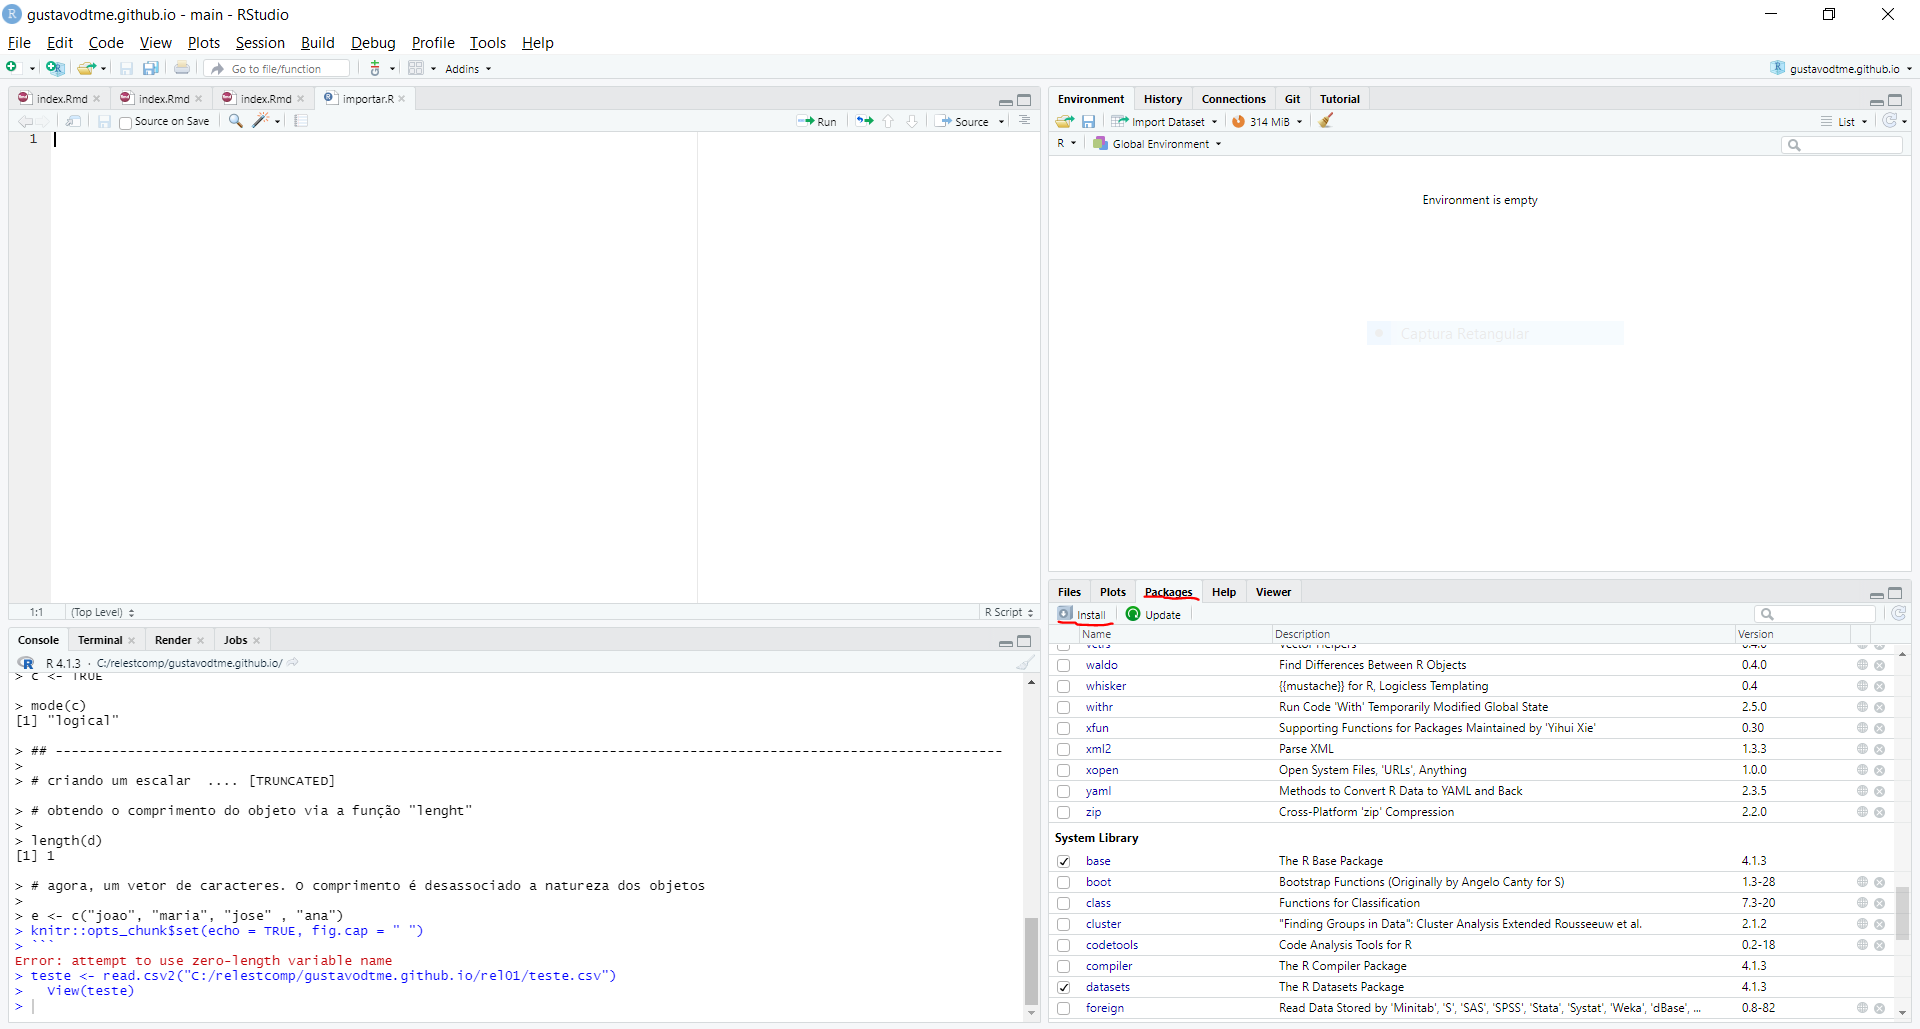 gustavodtme.github.io - main - RStudio
File Edit Code View Plots Session Build Debug Profile Tools Help
Go to file/function Addins gustavodtme.github.io
index.Rmd index.Rmd index.Rmd importar.R
Source on Save Run Source
1
1:1 (Top Level) R Script
Console Terminal Render Jobs
R 4.1.3 · C:/relestcomp/gustavodtme.github.io/
> c <- TRUE
> mode(c)
[1] "logical"
> ## ----------------------------------------------------------------------------------------------------------------------
>
> # criando um escalar .... [TRUNCATED]
> # obtendo o comprimento do objeto via a função "lenght"
>
> length(d)
[1] 1
> # agora, um vetor de caracteres. O comprimento é desassociado a natureza dos objetos
>
> e <- c("joao", "maria", "jose" , "ana")
> knitr::opts_chunk$set(echo = TRUE, fig.cap = " ")
> ```
Error: attempt to use zero-length variable name
> teste <- read.csv2("C:/relestcomp/gustavodtme.github.io/rel01/teste.csv")
> View(teste)
>
Environment History Connections Git Tutorial
Import Dataset 314 MiB List
R Global Environment
Environment is empty
Captura Retangular
Files Plots Packages Help Viewer
Install Update
Name Description Version
vctrs Vector Helpers 0.4.0
waldo Find Differences Between R Objects 0.4.0
whisker {{mustache}} for R, Logicless Templating 0.4
withr Run Code 'With' Temporarily Modified Global State 2.5.0
xfun Supporting Functions for Packages Maintained by 'Yihui Xie' 0.30
xml2 Parse XML 1.3.3
xopen Open System Files, 'URLs', Anything 1.0.0
yaml Methods to Convert R Data to YAML and Back 2.3.5
zip Cross-Platform 'zip' Compression 2.2.0
System Library
base The R Base Package 4.1.3
boot Bootstrap Functions (Originally by Angelo Canty for S) 1.3-28
class Functions for Classification 7.3-20
cluster "Finding Groups in Data": Cluster Analysis Extended Rousseeuw et al. 2.1.2
codetools Code Analysis Tools for R 0.2-18
compiler The R Compiler Package 4.1.3
datasets The R Datasets Package 4.1.3
foreign Read Data Stored by 'Minitab', 'S', 'SAS', 'SPSS', 'Stata', 'Systat', 'Weka', 'dBase', ... 0.8-82